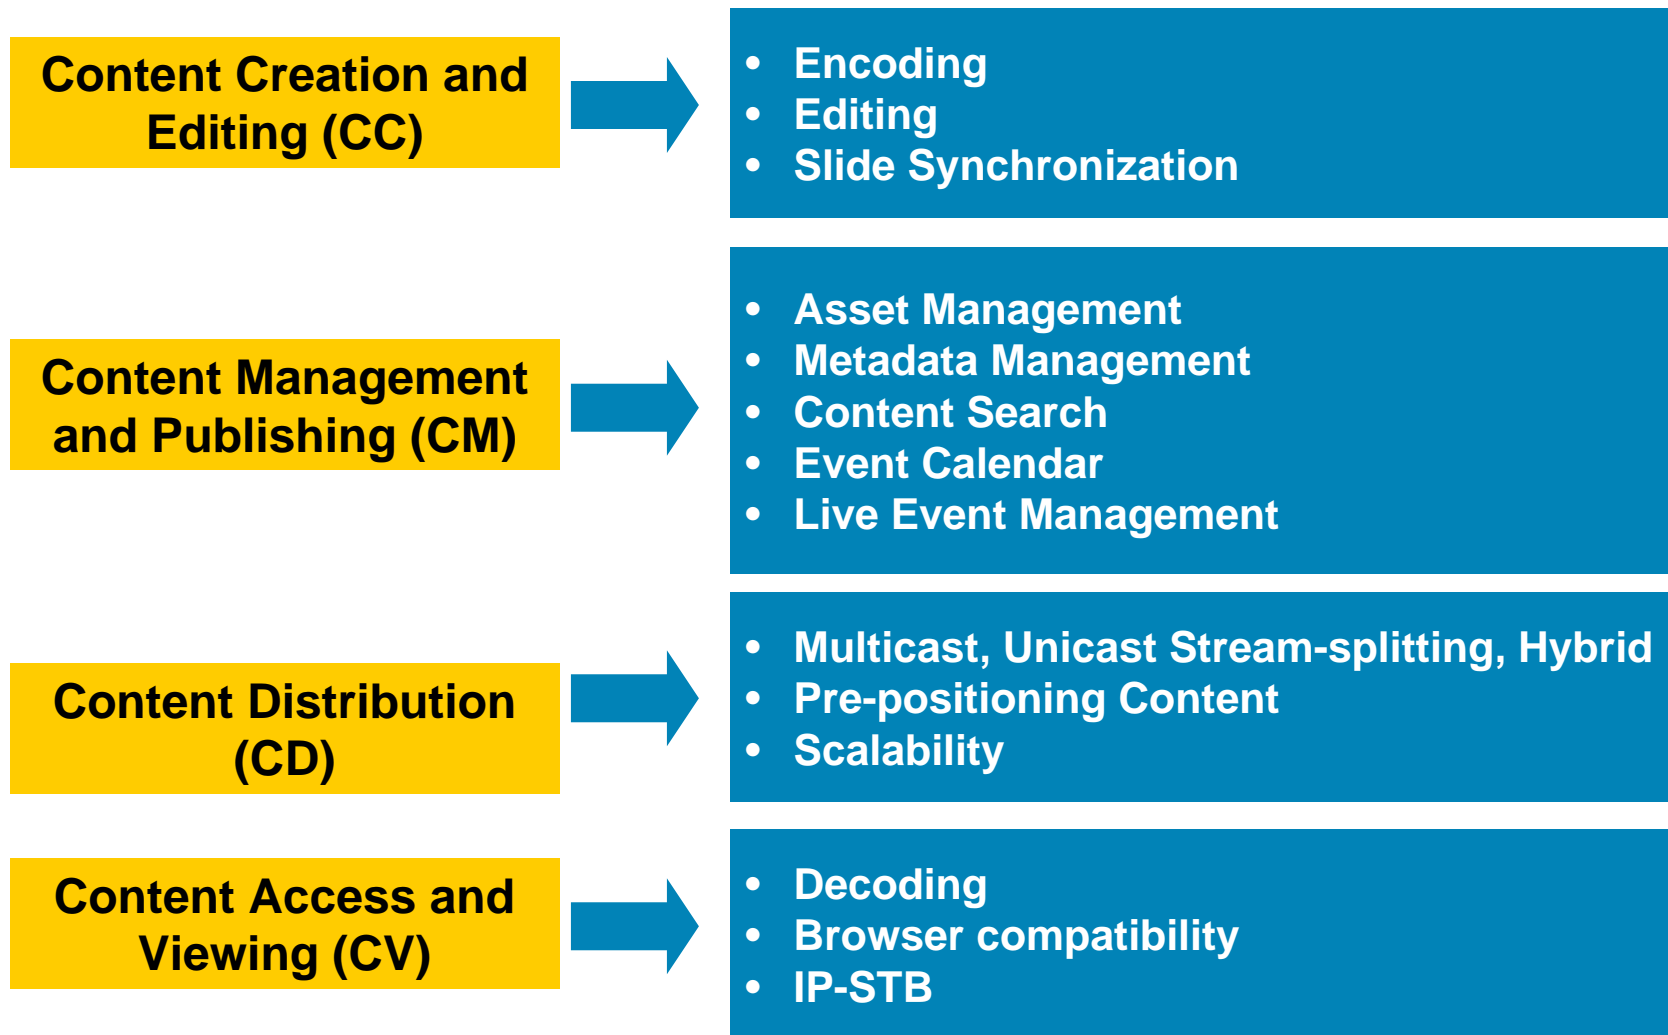 Content Creation and
Editing (CC)
• Encoding
• Editing
• Slide Synchronization
Content Management
and Publishing (CM)
• Asset Management
• Metadata Management
• Content Search
• Event Calendar
• Live Event Management
Content Distribution
(CD)
• Multicast, Unicast Stream-splitting, Hybrid
• Pre-positioning Content
• Scalability
Content Access and
Viewing (CV)
• Decoding
• Browser compatibility
• IP-STB